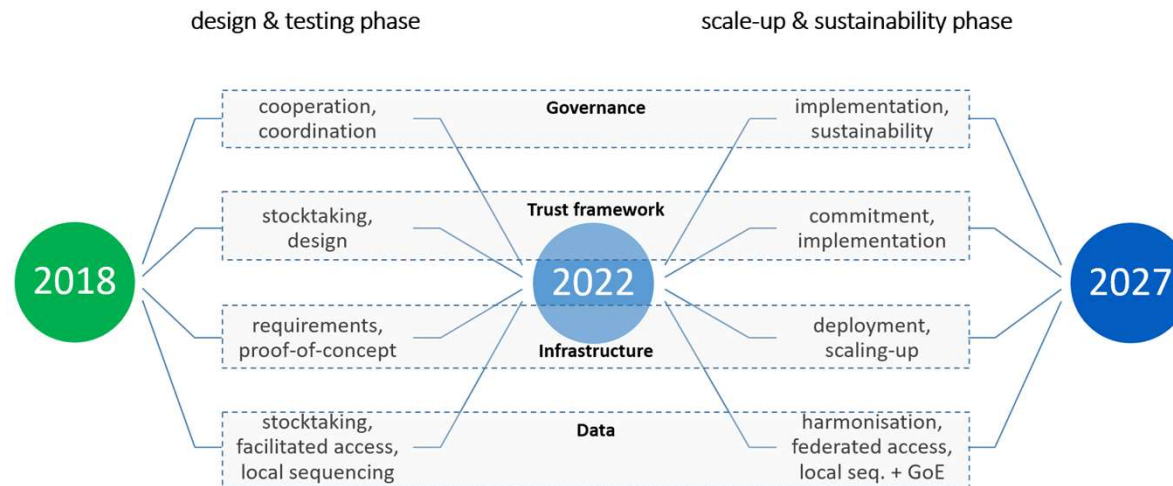 design & testing phase
scale-up & sustainability phase
cooperation,
coordination
Governance
implementation,
sustainability
stocktaking,
design
Trust framework
commitment,
implementation
2018
2022
2027
requirements,
proof-of-concept
Infrastructure
deployment,
scaling-up
stocktaking,
facilitated access,
local sequencing
Data
harmonisation,
federated access,
local seq. + GoE